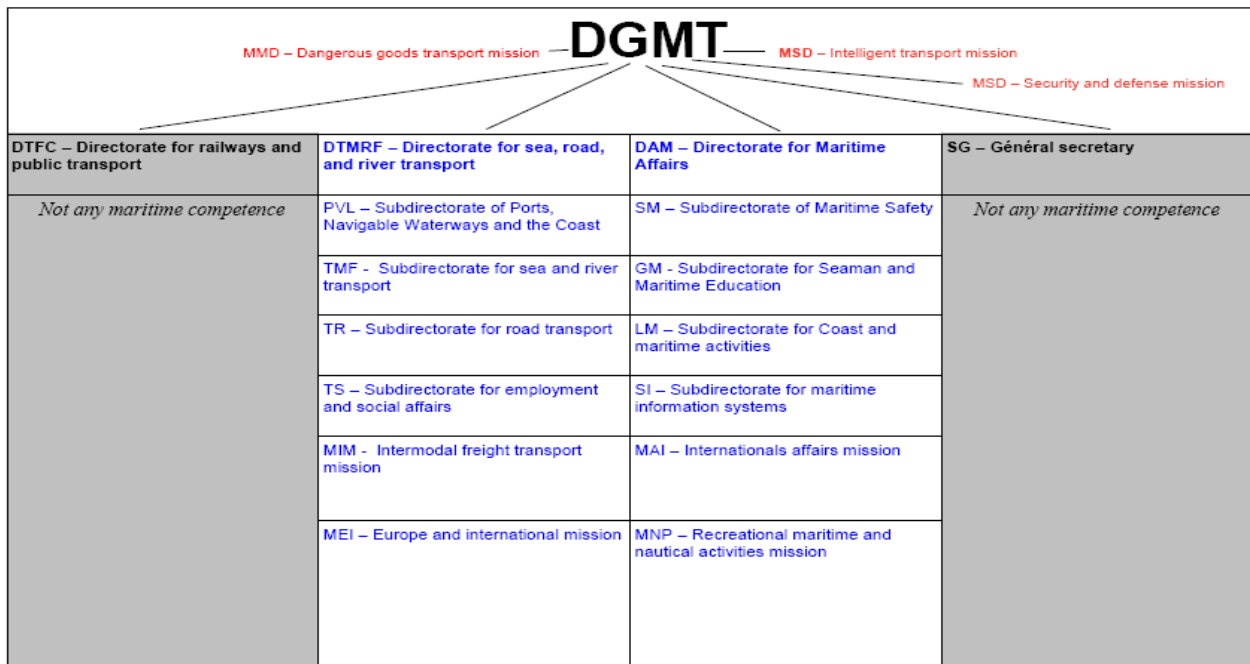 DGMT
MMD – Dangerous goods transport mission
MSD – Intelligent transport mission
MSD – Security and defense mission
DTFC – Directorate for railways and
public transport
DTMRF – Directorate for sea, road,
and river transport
DAM – Directorate for Maritime
Affairs
SG – Général secretary
Not any maritime competence
PVL – Subdirectorate of Ports,
Navigable Waterways and the Coast
SM – Subdirectorate of Maritime Safety
Not any maritime competence
TMF - Subdirectorate for sea and river
transport
GM - Subdirectorate for Seaman and
Maritime Education
TR – Subdirectorate for road transport
LM – Subdirectorate for Coast and
maritime activities
TS – Subdirectorate for employment
and social affairs
SI – Subdirectorate for maritime
information systems
MIM - Intermodal freight transport
mission
MAI – Internationals affairs mission
MEI – Europe and international mission
MNP – Recreational maritime and
nautical activities mission